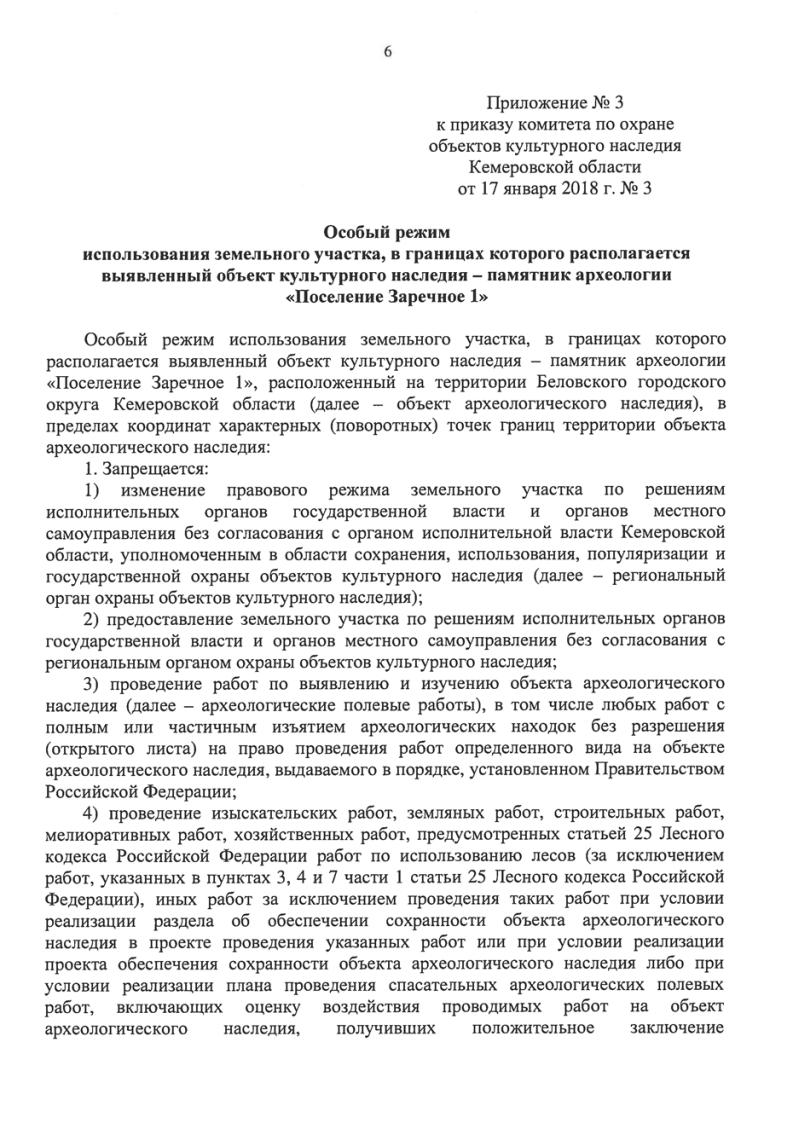 6
Приложение № 3
к приказу комитета по охране
объектов культурного наследия
Кемеровской области
от 17 января 2018 г. № 3
Особый режим
использования земельного участка, в границах которого располагается
выявленный объект культурного наследия – памятник археологии
«Поселение Заречное 1»
Особый режим использования земельного участка, в границах которого
располагается выявленный объект культурного наследия – памятник археологии
«Поселение Заречное 1», расположенный на территории Беловского городского
округа Кемеровской области (далее – объект археологического наследия), в
пределах координат характерных (поворотных) точек границ территории объекта
археологического наследия:
1. Запрещается:
1) изменение правового режима земельного участка по решениям
исполнительных органов государственной власти и органов местного
самоуправления без согласования с органом исполнительной власти Кемеровской
области, уполномоченным в области сохранения, использования, популяризации и
государственной охраны объектов культурного наследия (далее – региональный
орган охраны объектов культурного наследия);
2) предоставление земельного участка по решениям исполнительных органов
государственной власти и органов местного самоуправления без согласования с
региональным органом охраны объектов культурного наследия;
3) проведение работ по выявлению и изучению объекта археологического
наследия (далее – археологические полевые работы), в том числе любых работ с
полным или частичным изъятием археологических находок без разрешения
(открытого листа) на право проведения работ определенного вида на объекте
археологического наследия, выдаваемого в порядке, установленном Правительством
Российской Федерации;
4) проведение изыскательских работ, земляных работ, строительных работ,
мелиоративных работ, хозяйственных работ, предусмотренных статьей 25 Лесного
кодекса Российской Федерации работ по использованию лесов (за исключением
работ, указанных в пунктах 3, 4 и 7 части 1 статьи 25 Лесного кодекса Российской
Федерации), иных работ за исключением проведения таких работ при условии
реализации раздела об обеспечении сохранности объекта археологического
наследия в проекте проведения указанных работ или при условии реализации
проекта обеспечения сохранности объекта археологического наследия либо при
условии реализации плана проведения спасательных археологических полевых
работ, включающих оценку воздействия проводимых работ на объект
археологического наследия, получивших положительное заключение